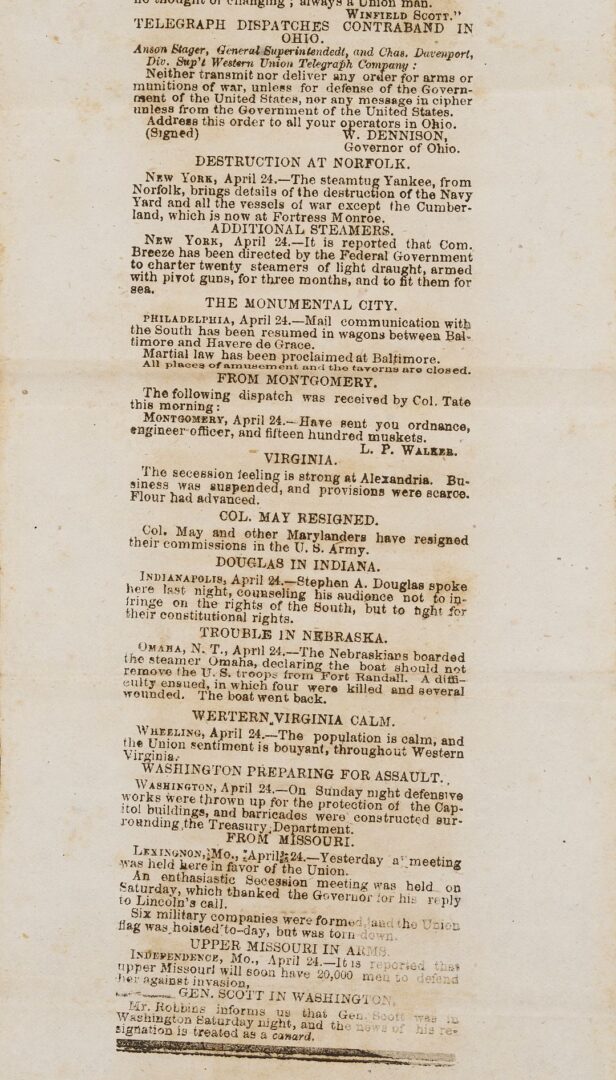 no thought of changing; always a Union man.
WINFIELD SCOTT."
TELEGRAPH DISPATCHES CONTRABAND IN
OHIO.
Anson Stager, General Superintendedt, and Chas. Davenport,
Div. Sup't Western Union Telegraph Company:
Neither transmit nor deliver any order for arms or
munitions of war, unless for defense of the Govern-
ment of the United States, nor any message in cipher
unless from the Government of the United States.
Address this order to all your operators in Ohio.
(Signed) W. DENNISON,
Governor of Ohio.
DESTRUCTION AT NORFOLK.
NEW YORK, April 24.—The steamtug Yankee, from
Norfolk, brings details of the destruction of the Navy
Yard and all the vessels of war except the Cumber-
land, which is now at Fortress Monroe.
ADDITIONAL STEAMERS.
NEW YORK, April 24.—It is reported that Com.
Breeze has been directed by the Federal Government
to charter twenty steamers of light draught, armed
with pivot guns, for three months, and to fit them for
sea.
THE MONUMENTAL CITY.
PHILADELPHIA, April 24.—Mail communication with
the South has been resumed in wagons between Bal-
timore and Havere de Grace.
Martial law has been proclaimed at Baltimore.
All places of amusement and the taverns are closed.
FROM MONTGOMERY.
The following dispatch was received by Col. Tate
this morning:
MONTGOMERY, April 24.—Have sent you ordnance,
engineer officer, and fifteen hundred muskets.
L. P. WALKER.
VIRGINIA.
The secession feeling is strong at Alexandria. Bu-
siness was suspended, and provisions were scarce.
Flour had advanced.
COL. MAY RESIGNED.
Col. May and other Marylanders have resigned
their commissions in the U. S. Army.
DOUGLAS IN INDIANA.
INDIANAPOLIS, April 24.—Stephen A. Douglas spoke
here last night, counseling his audience not to in-
fringe on the rights of the South, but to fight for
their constitutional rights.
TROUBLE IN NEBRASKA.
OMAHA, N. T., April 24.—The Nebraskians boarded
the steamer Omaha, declaring the boat should not
remove the U. S. troops from Fort Randall. A diffi-
culty ensued, in which four were killed and several
wounded. The boat went back.
WERTERN VIRGINIA CALM.
WHEELING, April 24.—The population is calm, and
the Union sentiment is bouyant, throughout Western
Virginia.
WASHINGTON PREPARING FOR ASSAULT.
WASHINGTON, April 24.—On Sunday night defensive
works were thrown up for the protection of the Cap-
itol buildings, and barricades were constructed sur-
rounding the Treasury Department.
FROM MISSOURI.
LEXINGNON, Mo., April 24.—Yesterday a meeting
was held here in favor of the Union.
An enthasiastic Secession meeting was held on
Saturday, which thanked the Governor for his reply
to Lincoln's call.
Six military companies were formed, and the Union
flag was hoisted to-day, but was torn down.
UPPER MISSOURI IN ARMS.
INDEPENDENCE, Mo., April 24.—It is reported that
upper Missouri will soon have 20,000 men to defend
her against invasion,
GEN. SCOTT IN WASHINGTON.
Mr. Robbins informs us that Gen. Scott was in
Washington Saturday night, and the news of his re-
signation is treated as a canard.